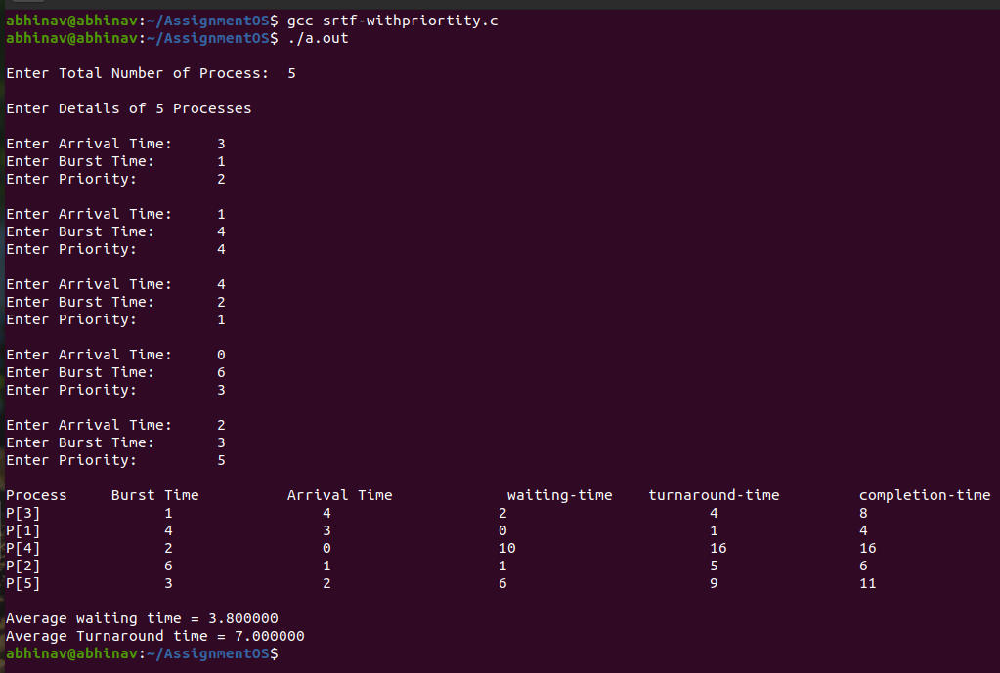 abhinav@abhinav:~/AssignmentOS$ gcc srtf-withpriortity.c
abhinav@abhinav:~/AssignmentOS$ ./a.out
Enter Total Number of Process: 5
Enter Details of 5 Processes
Enter Arrival Time: 3
Enter Burst Time: 1
Enter Priority: 2
Enter Arrival Time: 1
Enter Burst Time: 4
Enter Priority: 4
Enter Arrival Time: 4
Enter Burst Time: 2
Enter Priority: 1
Enter Arrival Time: 0
Enter Burst Time: 6
Enter Priority: 3
Enter Arrival Time: 2
Enter Burst Time: 3
Enter Priority: 5
Process Burst Time Arrival Time waiting-time turnaround-time completion-time
P[3] 1 4 2 4 8
P[1] 4 3 0 1 4
P[4] 2 0 10 16 16
P[2] 6 1 1 5 6
P[5] 3 2 6 9 11
Average waiting time = 3.800000
Average Turnaround time = 7.000000
abhinav@abhinav:~/AssignmentOS$